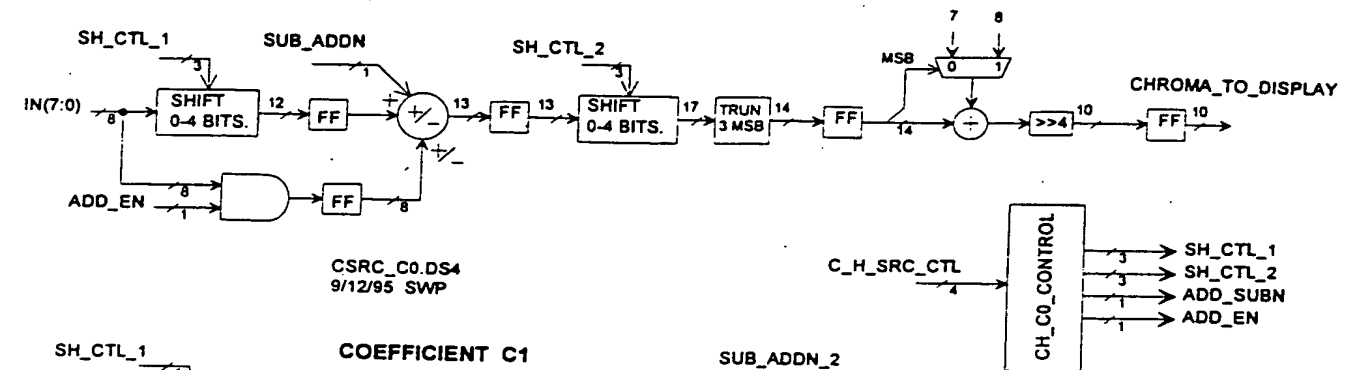 7 8
SH_CTL_1 SUB_ADDN SH_CTL_2 MSB 0 1
3 1 3 CHROMA_TO_DISPLAY
IN(7:0) 8 SHIFT 0-4 BITS. 12 FF + +/- 13 FF 13 SHIFT 0-4 BITS. 17 TRUN 3 MSB 14 FF 14 >>4 10 FF 10
+/-
8
ADD_EN 1 FF 8
CSRC_C0.DS4
9/12/95 SWP
C_H_SRC_CTL 4 CH_C0_CONTROL
3 SH_CTL_1
3 SH_CTL_2
1 ADD_SUBN
1 ADD_EN
SH_CTL_1 COEFFICIENT C1 SUB_ADDN_2